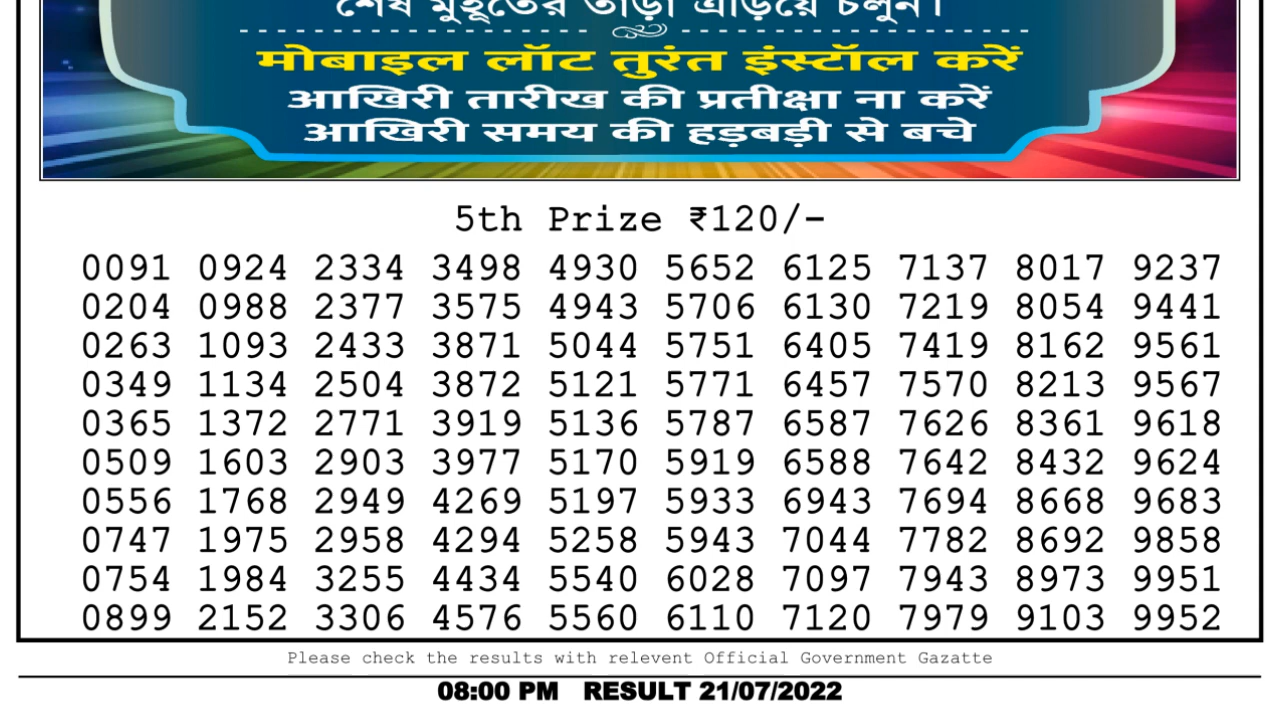 শেষ মুহূর্তের তাড়া এড়িয়ে চলুন।
मोबाइल लॉट तुरंत इंस्टॉल करें
आखिरी तारीख की प्रतीक्षा ना करें
आखिरी समय की हड़बड़ी से बचे
5th Prize ₹120/-
0091 0924 2334 3498 4930 5652 6125 7137 8017 9237
0204 0988 2377 3575 4943 5706 6130 7219 8054 9441
0263 1093 2433 3871 5044 5751 6405 7419 8162 9561
0349 1134 2504 3872 5121 5771 6457 7570 8213 9567
0365 1372 2771 3919 5136 5787 6587 7626 8361 9618
0509 1603 2903 3977 5170 5919 6588 7642 8432 9624
0556 1768 2949 4269 5197 5933 6943 7694 8668 9683
0747 1975 2958 4294 5258 5943 7044 7782 8692 9858
0754 1984 3255 4434 5540 6028 7097 7943 8973 9951
0899 2152 3306 4576 5560 6110 7120 7979 9103 9952
Please check the results with relevent Official Government Gazatte
08:00 PM RESULT 21/07/2022